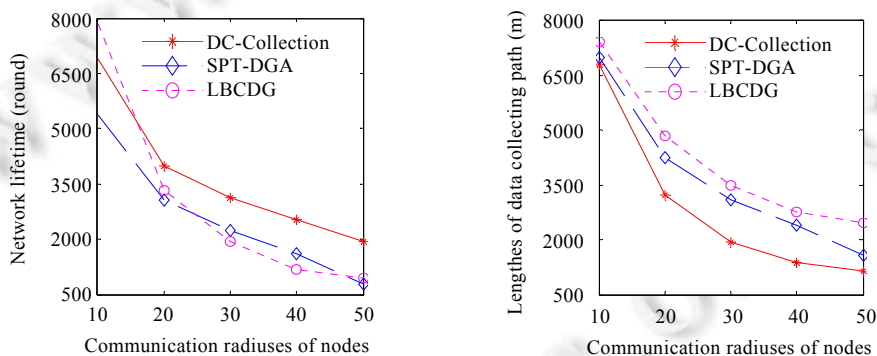 8000
6500
5000
3500
2000
500
10
20
30
40
50
Network lifetime (round)
Communication radiuses of nodes
DC-Collection
SPT-DGA
LBCDG
8000
6500
5000
3500
2000
500
10
20
30
40
50
Lengthes of data collecting path (m)
Communication radiuses of nodes
DC-Collection
SPT-DGA
LBCDG